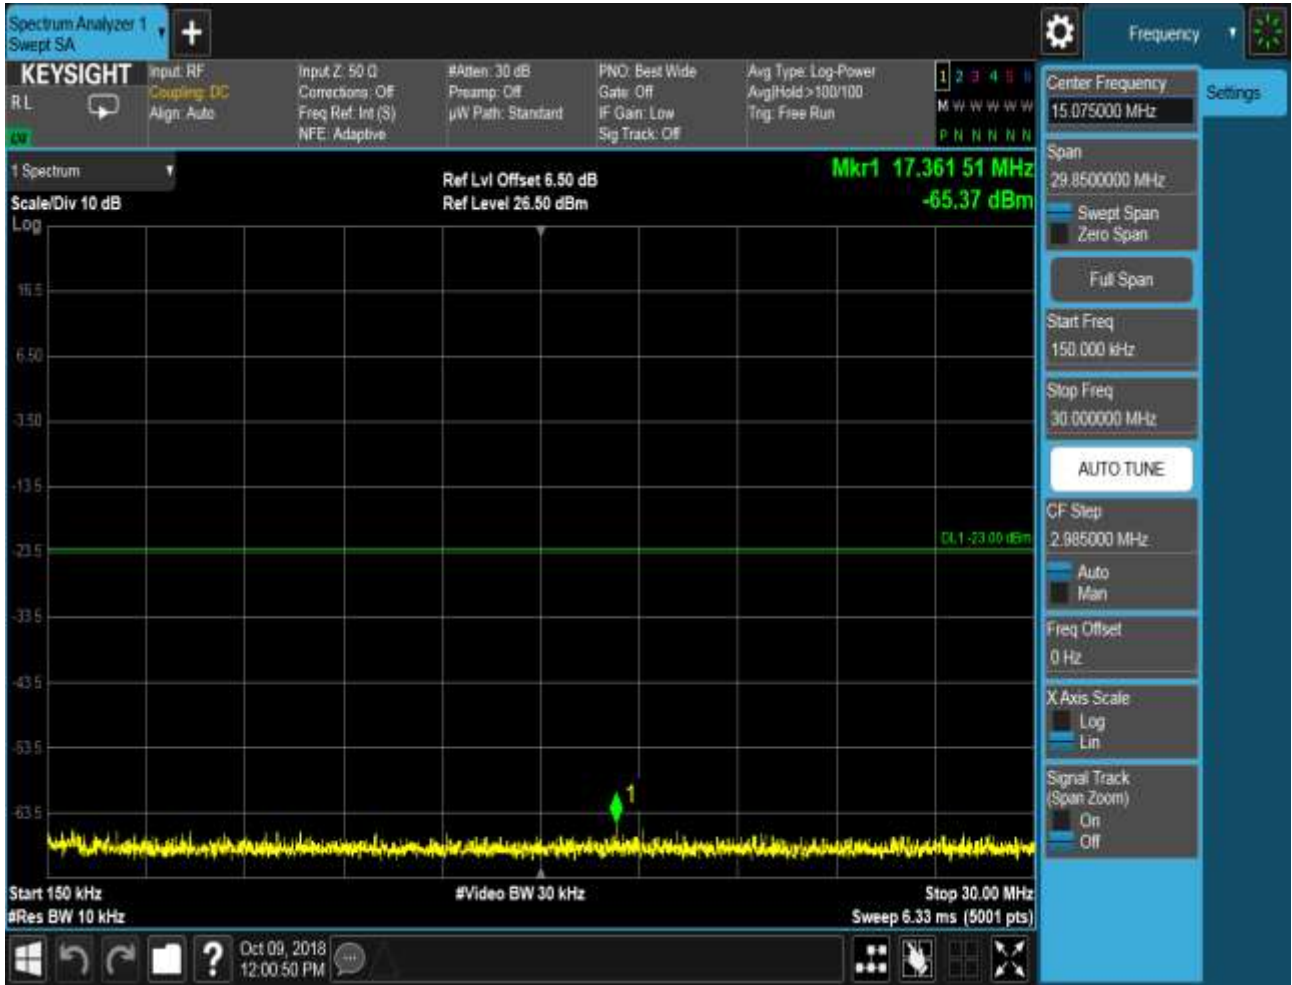 Spectrum Analyzer 1
Swept SA
+
Frequency
KEYSIGHT
RL
Input: RF
Coupling: DC
Align: Auto
Input Z: 50 Ω
Corrections: Off
Freq Ref: Int (S)
NFE: Adaptive
#Atten: 30 dB
Preamp: Off
µW Path: Standard
PNO: Best Wide
Gate: Off
IF Gain: Low
Sig Track: Off
Avg Type: Log-Power
Avg|Hold:>100/100
Trig: Free Run
1 2 3 4 5 6
M W W W W W
P N N N N N
1 Spectrum
Scale/Div 10 dB
Log
Ref Lvl Offset 6.50 dB
Ref Level 26.50 dBm
Mkr1 17.361 51 MHz
-65.37 dBm
16.5
6.50
-3.50
-13.5
-23.5
-33.5
-43.5
-53.5
-63.5
DL1 -23.00 dBm
1
Start 150 kHz
#Res BW 10 kHz
#Video BW 30 kHz
Stop 30.00 MHz
Sweep 6.33 ms (5001 pts)
Center Frequency
15.075000 MHz
Settings
Span
29.8500000 MHz
Swept Span
Zero Span
Full Span
Start Freq
150.000 kHz
Stop Freq
30.000000 MHz
AUTO TUNE
CF Step
2.985000 MHz
Auto
Man
Freq Offset
0 Hz
X Axis Scale
Log
Lin
Signal Track
(Span Zoom)
On
Off
?
Oct 09, 2018
12:00:50 PM